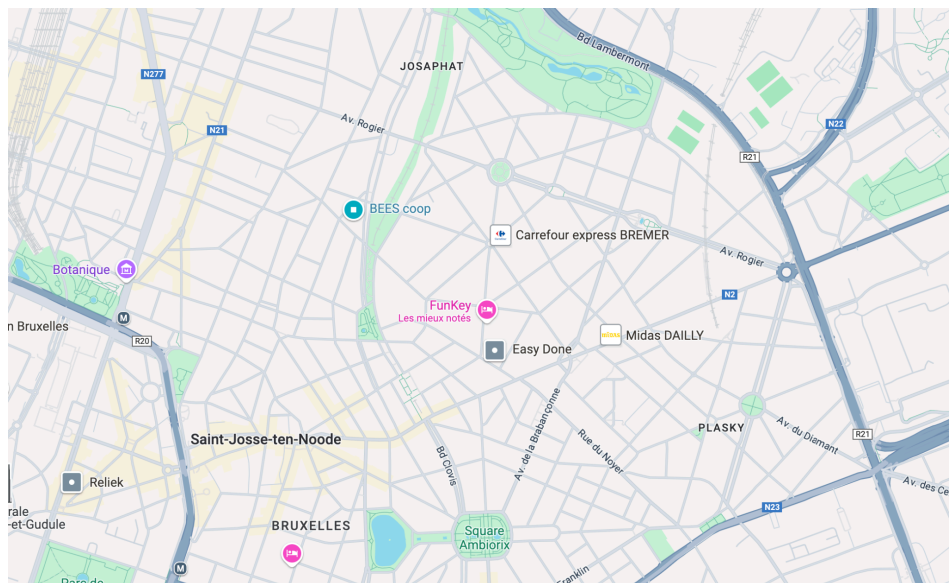 Bd Lambermont
JOSAPHAT
N277
N22
Av. Rogier
N21
R21
BEES coop
Carrefour express BREMER
Av. Rogier
Botanique
N2
FunKey
Les mieux notés
M
n Bruxelles
Midas DAILLY
R20
Easy Done
Av. de la Brabançonne
PLASKY
Av. du Diamant
R21
Saint-Josse-ten-Noode
Rue du Noyer
Bd Clovis
Reliek
Av. des Ce
N23
rale
-et-Gudule
BRUXELLES
Square
Ambiorix
M
Franklin
Parc de